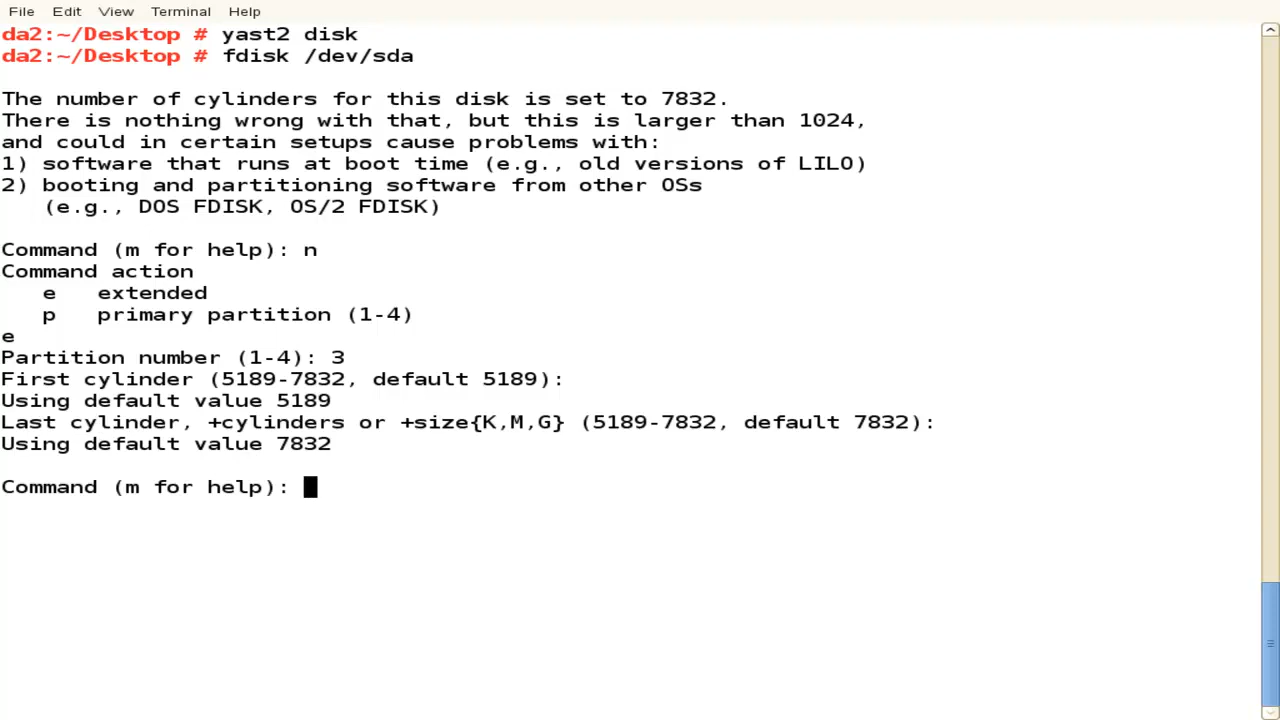 File Edit View Terminal Help
da2:~/Desktop # yast2 disk
da2:~/Desktop # fdisk /dev/sda
The number of cylinders for this disk is set to 7832.
There is nothing wrong with that, but this is larger than 1024,
and could in certain setups cause problems with:
1) software that runs at boot time (e.g., old versions of LILO)
2) booting and partitioning software from other OSs
   (e.g., DOS FDISK, OS/2 FDISK)
Command (m for help): n
Command action
   e   extended
   p   primary partition (1-4)
e
Partition number (1-4): 3
First cylinder (5189-7832, default 5189):
Using default value 5189
Last cylinder, +cylinders or +size{K,M,G} (5189-7832, default 7832):
Using default value 7832
Command (m for help):